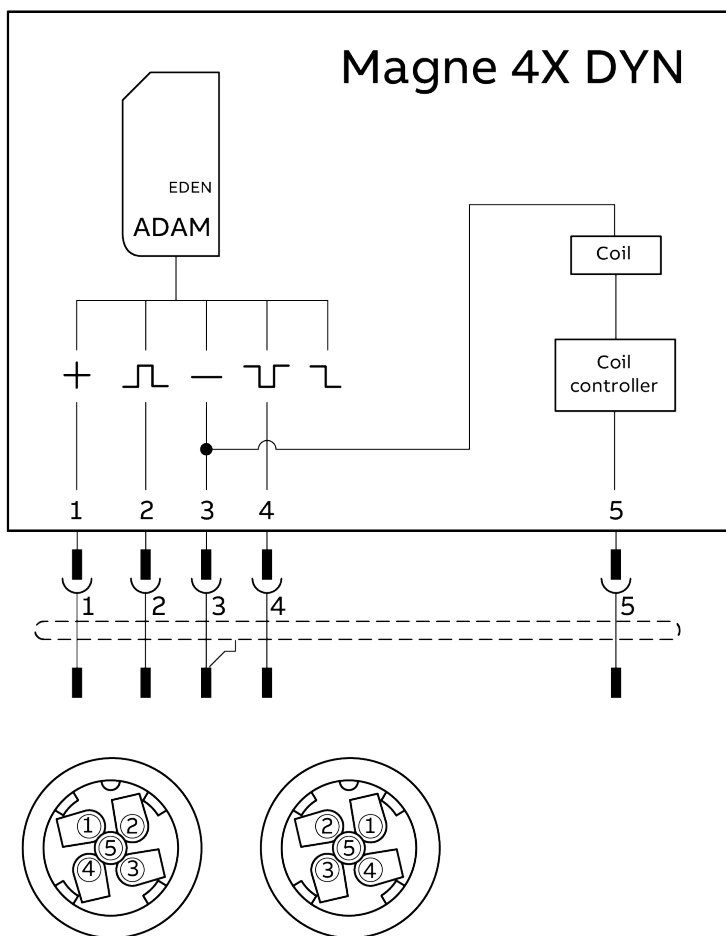 Magne 4X DYN
EDEN
ADAM
Coil
Coil
controller
1 2 3 4 5
1 2 3 4 5
1 2 2 1
5 5
4 3 3 4